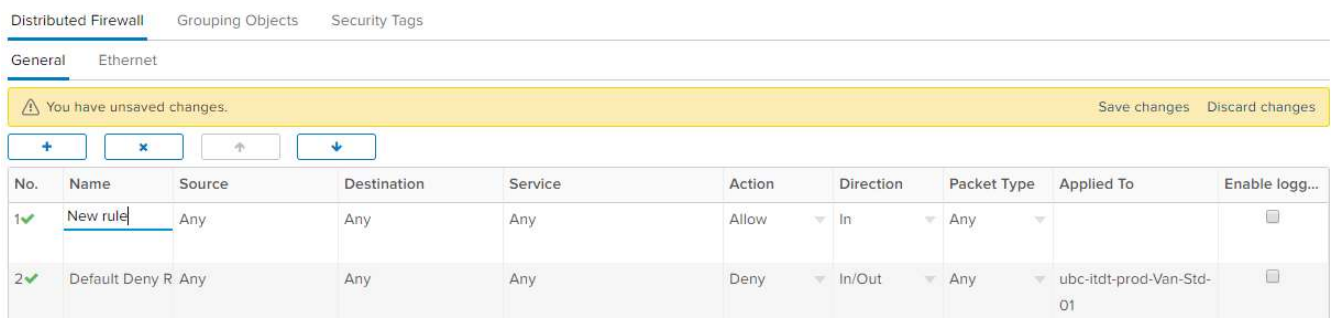 Distributed Firewall Grouping Objects Security Tags
General Ethernet
You have unsaved changes. Save changes Discard changes
No. Name Source Destination Service Action Direction Packet Type Applied To Enable logg...
1 New rule Any Any Any Allow In Any
2 Default Deny R Any Any Any Deny In/Out Any ubc-itdt-prod-Van-Std-
01